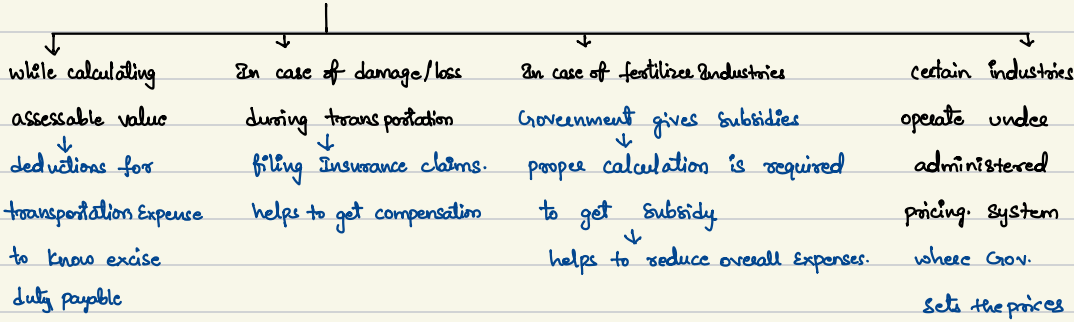 while calculating
assessable value
deductions for
transportation Expense
to know excise
duty payable
In case of damage/loss
during transportation
filing Insurance claims.
helps to get compensation
In case of fertilizer Industries
Government gives Subsidies
proper calculation is required
to get Subsidy
helps to reduce overall Expenses.
certain industries
operate under
administered
pricing. System
where Gov.
sets the prices